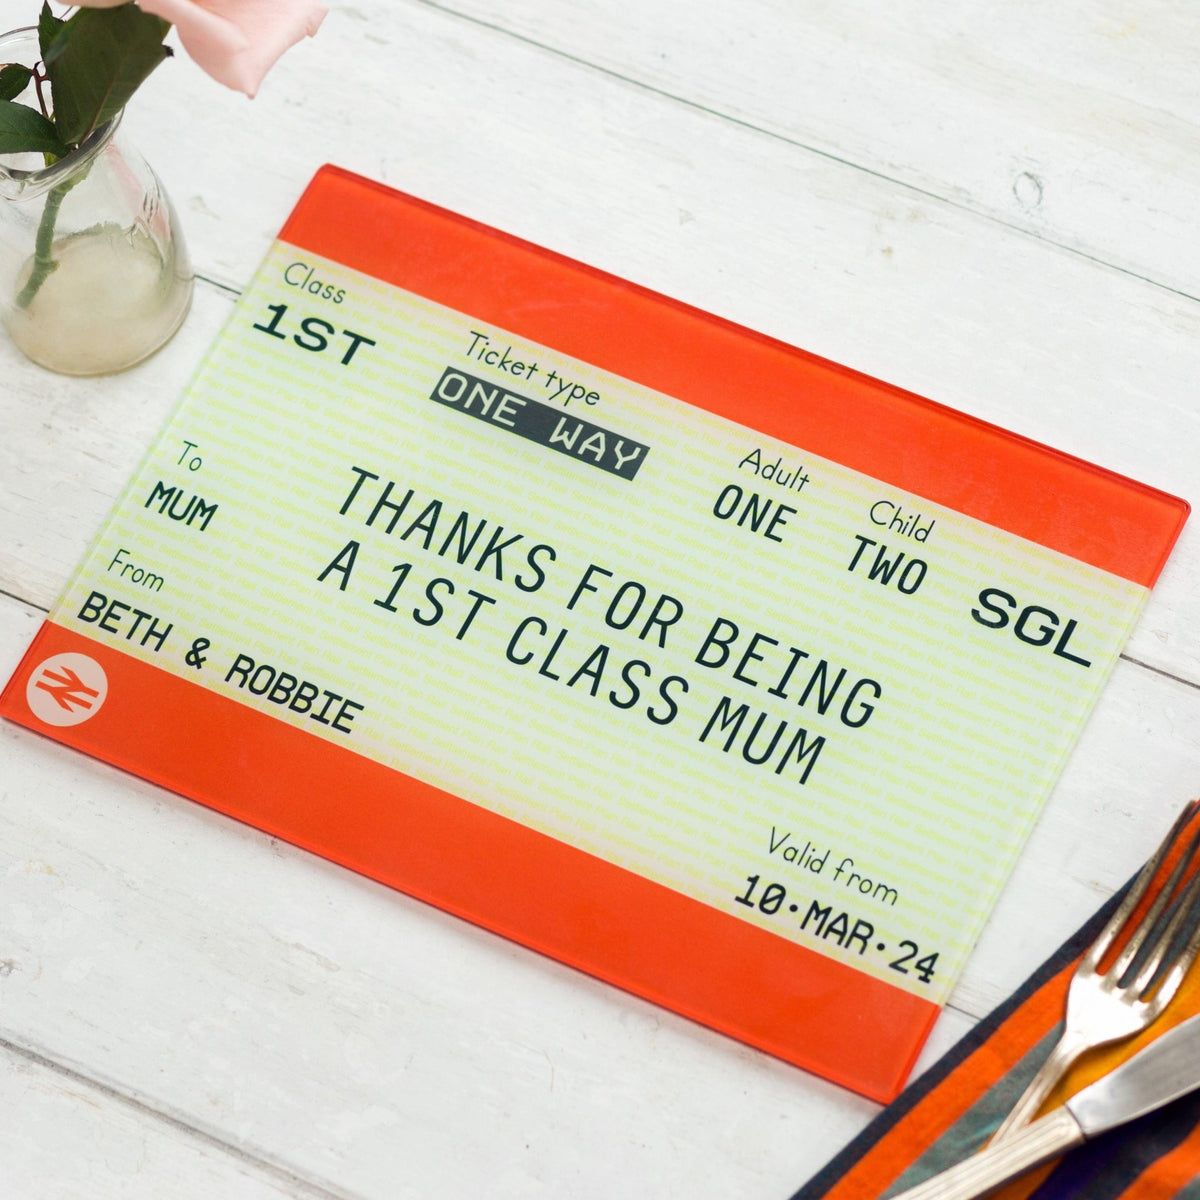 Class
1ST
Ticket type
ONE WAY
Adult
ONE
Child
TWO
SGL
To
MUM
From
BETH & ROBBIE
THANKS FOR BEING
A 1ST CLASS MUM
Valid from
10·MAR·24